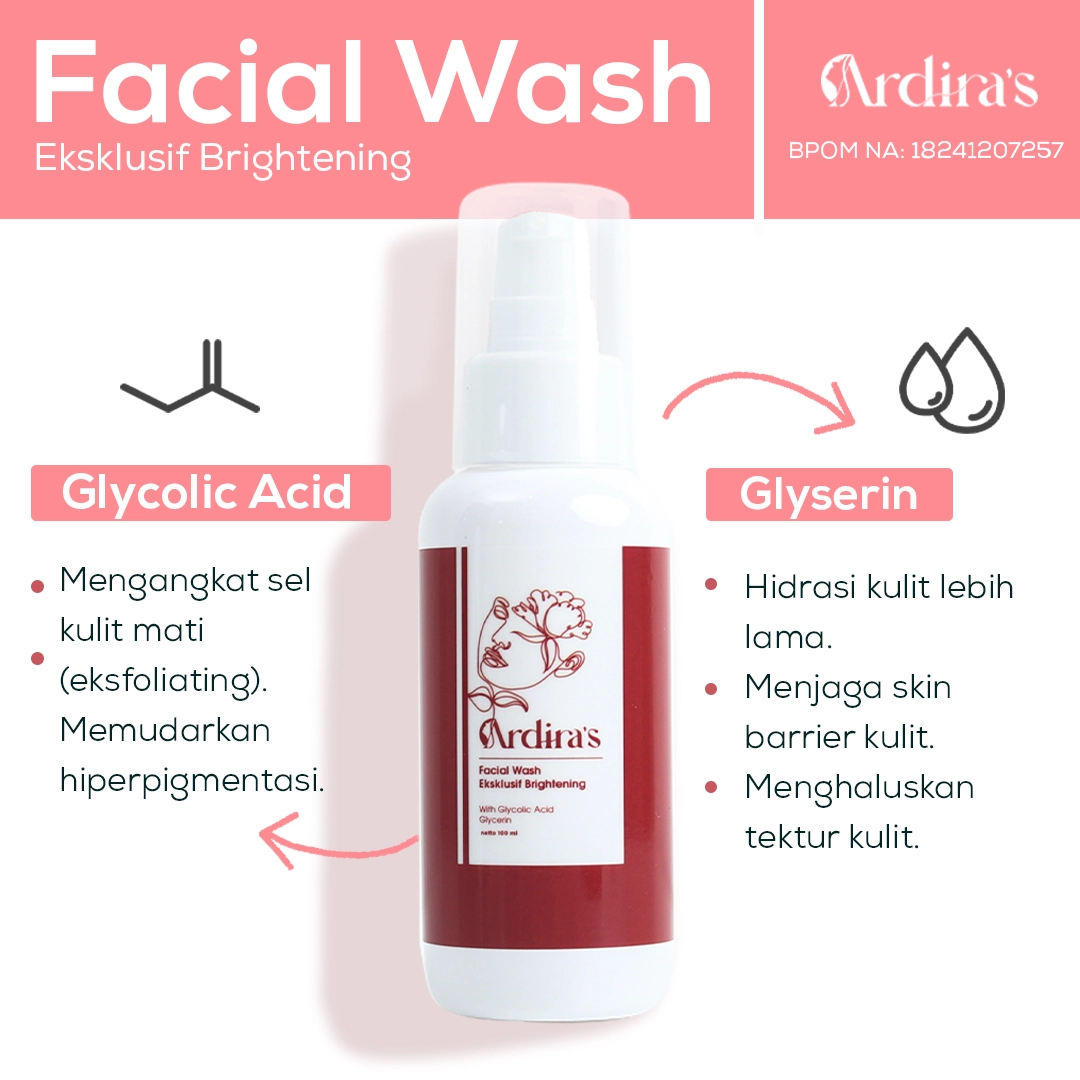 Facial Wash
Eksklusif Brightening
Ardira's
BPOM NA: 18241207257
Glycolic Acid
Mengangkat sel
kulit mati
(eksfoliating).
Memudarkan
hiperpigmentasi.
Glyserin
Hidrasi kulit lebih
lama.
Menjaga skin
barrier kulit.
Menghaluskan
tektur kulit.
Ardira's
Facial Wash
Eksklusif Brightening
With Glycolic Acid
Glycerin
netto 100 ml